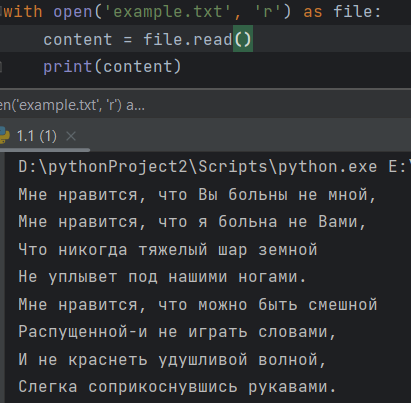 with open('example.txt', 'r') as file:
content = file.read()
print(content)
en('example.txt', 'r') a...
1.1 (1) ×
D:\pythonProject2\Scripts\python.exe E:\
Мне нравится, что Вы больны не мной,
Мне нравится, что я больна не Вами,
Что никогда тяжелый шар земной
Не уплывет под нашими ногами.
Мне нравится, что можно быть смешной
Распущенной-и не играть словами,
И не краснеть удушливой волной,
Слегка соприкоснувшись рукавами.